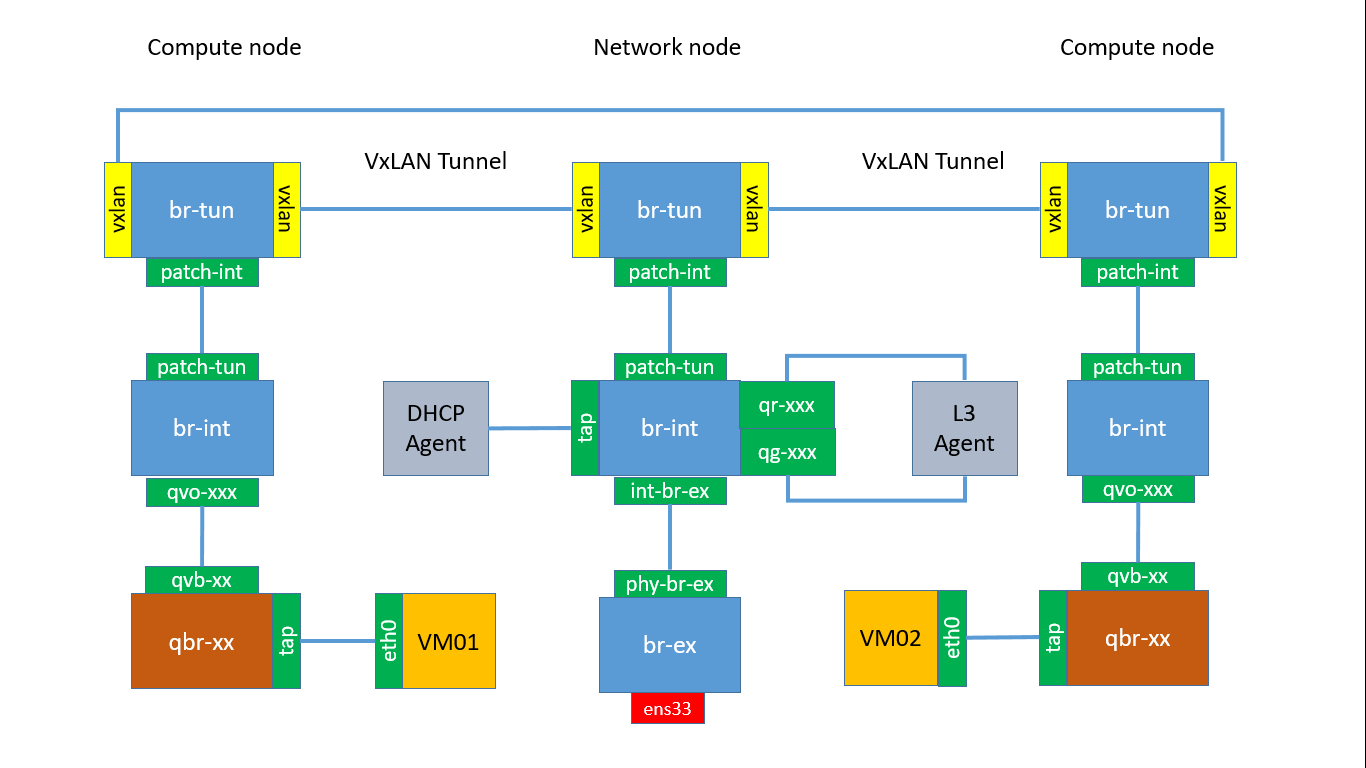 Compute node
Network node
Compute node
VxLAN Tunnel
VxLAN Tunnel
vxlan
br-tun
vxlan
vxlan
br-tun
vxlan
vxlan
br-tun
vxlan
patch-int
patch-int
patch-int
patch-tun
patch-tun
patch-tun
br-int
DHCP
Agent
tap
br-int
qr-xxx
qg-xxx
L3
Agent
br-int
qvo-xxx
int-br-ex
qvo-xxx
qvb-xx
phy-br-ex
qvb-xx
qbr-xx
tap
eth0
VM01
br-ex
VM02
eth0
tap
qbr-xx
ens33